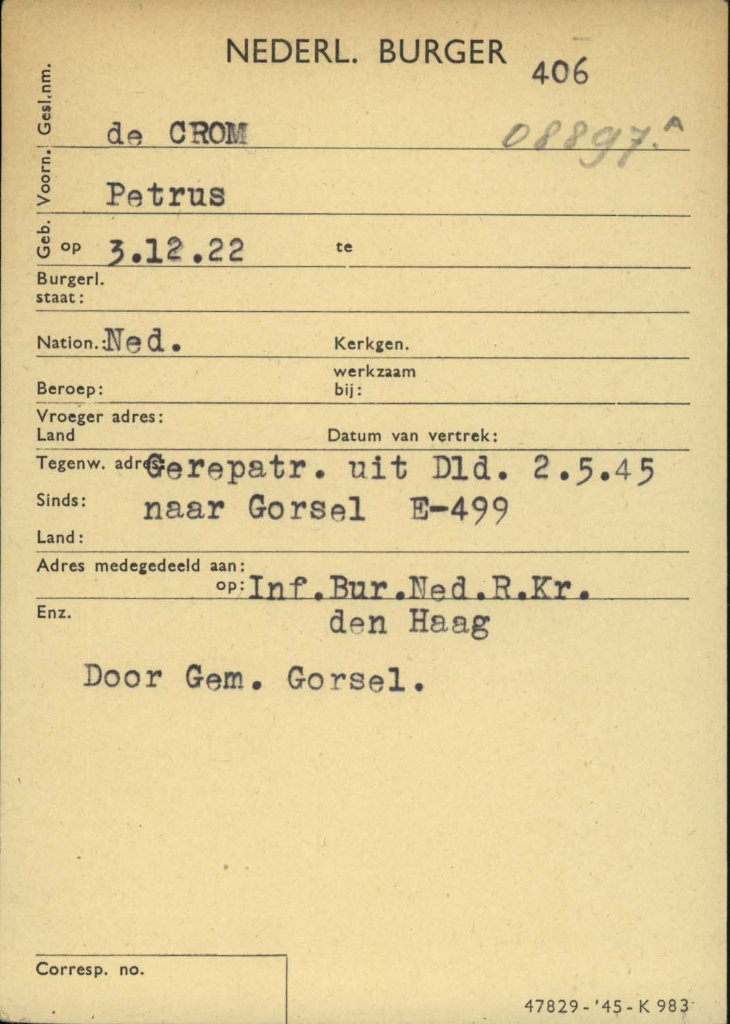 NEDERL. BURGER 406
Gesl.nm. de CROM 08897.A
Voorn. Petrus
Geb. op 3.12.22 te
Burgerl.
staat:
Nation.: Ned. Kerkgen.
werkzaam
Beroep: bij:
Vroeger adres:
Land Datum van vertrek:
Tegenw. adres: Gerepatr. uit Dld. 2.5.45
Sinds: naar Gorsel E-499
Land:
Adres medegedeeld aan:
op: Inf.Bur.Ned.R.Kr.
Enz. den Haag
Door Gem. Gorsel.
Corresp. no.
47829-'45-K 983